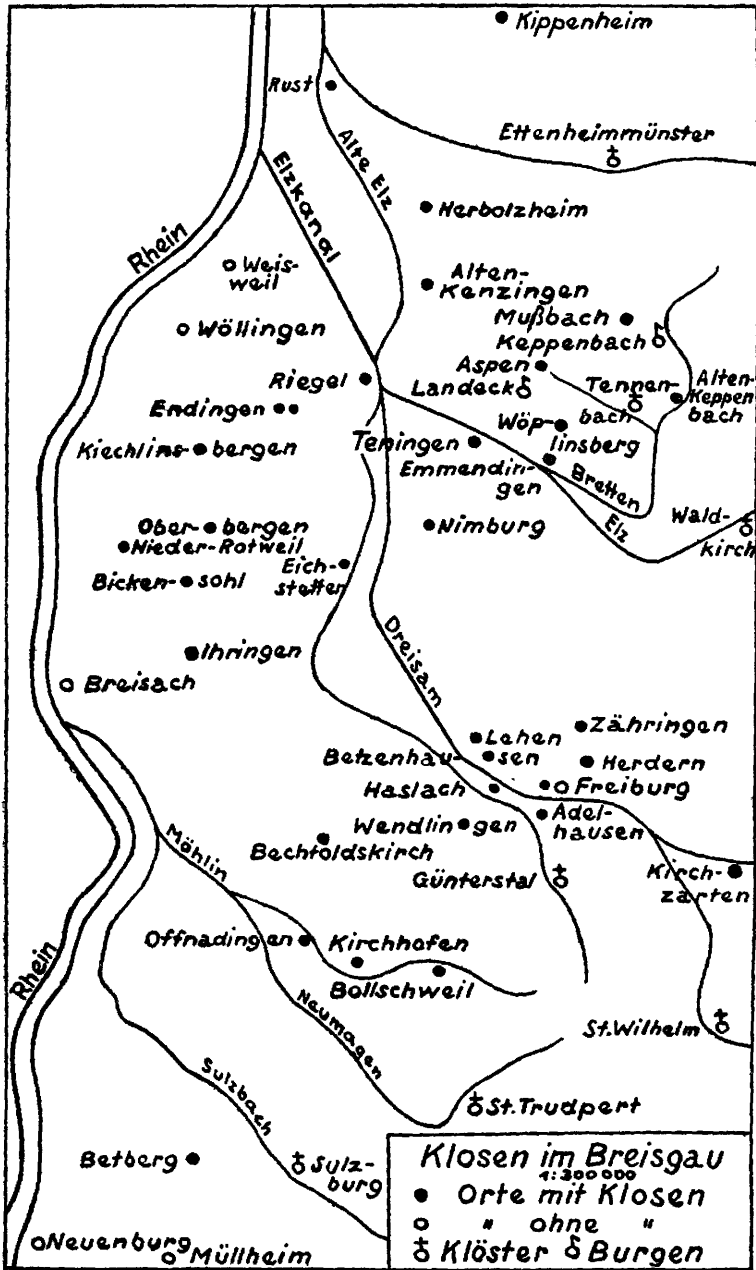 Kippenheim
Rust
Ettenheimmünster
Alte Elz
Elzkanal
Herbolzheim
Rhein
Weis-
weil
Alten-
Kenzingen
Mußbach
Keppenbach
Wöllingen
Aspen
Landeck
Riegel
Tennen-
bach
Alten-
Keppen
bach
Endingen
Wöp-
linsberg
Kiechlins-bergen
Teningen
Emmendin-
gen
Bretten
Elz
Wald-
kirch
Ober-bergen
Nimburg
Nieder-Rotweil
Eich-
stetten
Bicken-sohl
Ihringen
Dreisam
Breisach
Zähringen
Lehen
Betzenhau-sen
Herdern
Haslach
Freiburg
Adel-
hausen
Wendlingen
Möhlin
Bechtoldskirch
Günterstal
Kirch-
zarten
Offnadingen
Kirchhofen
Rhein
Bollschweil
Neumagen
St. Wilhelm
Sulzbach
St. Trudpert
Betberg
Sulz-
burg
Neuenburg
Müllheim
Klosen im Breisgau
1:300000
Orte mit Klosen
" ohne "
Klöster Burgen